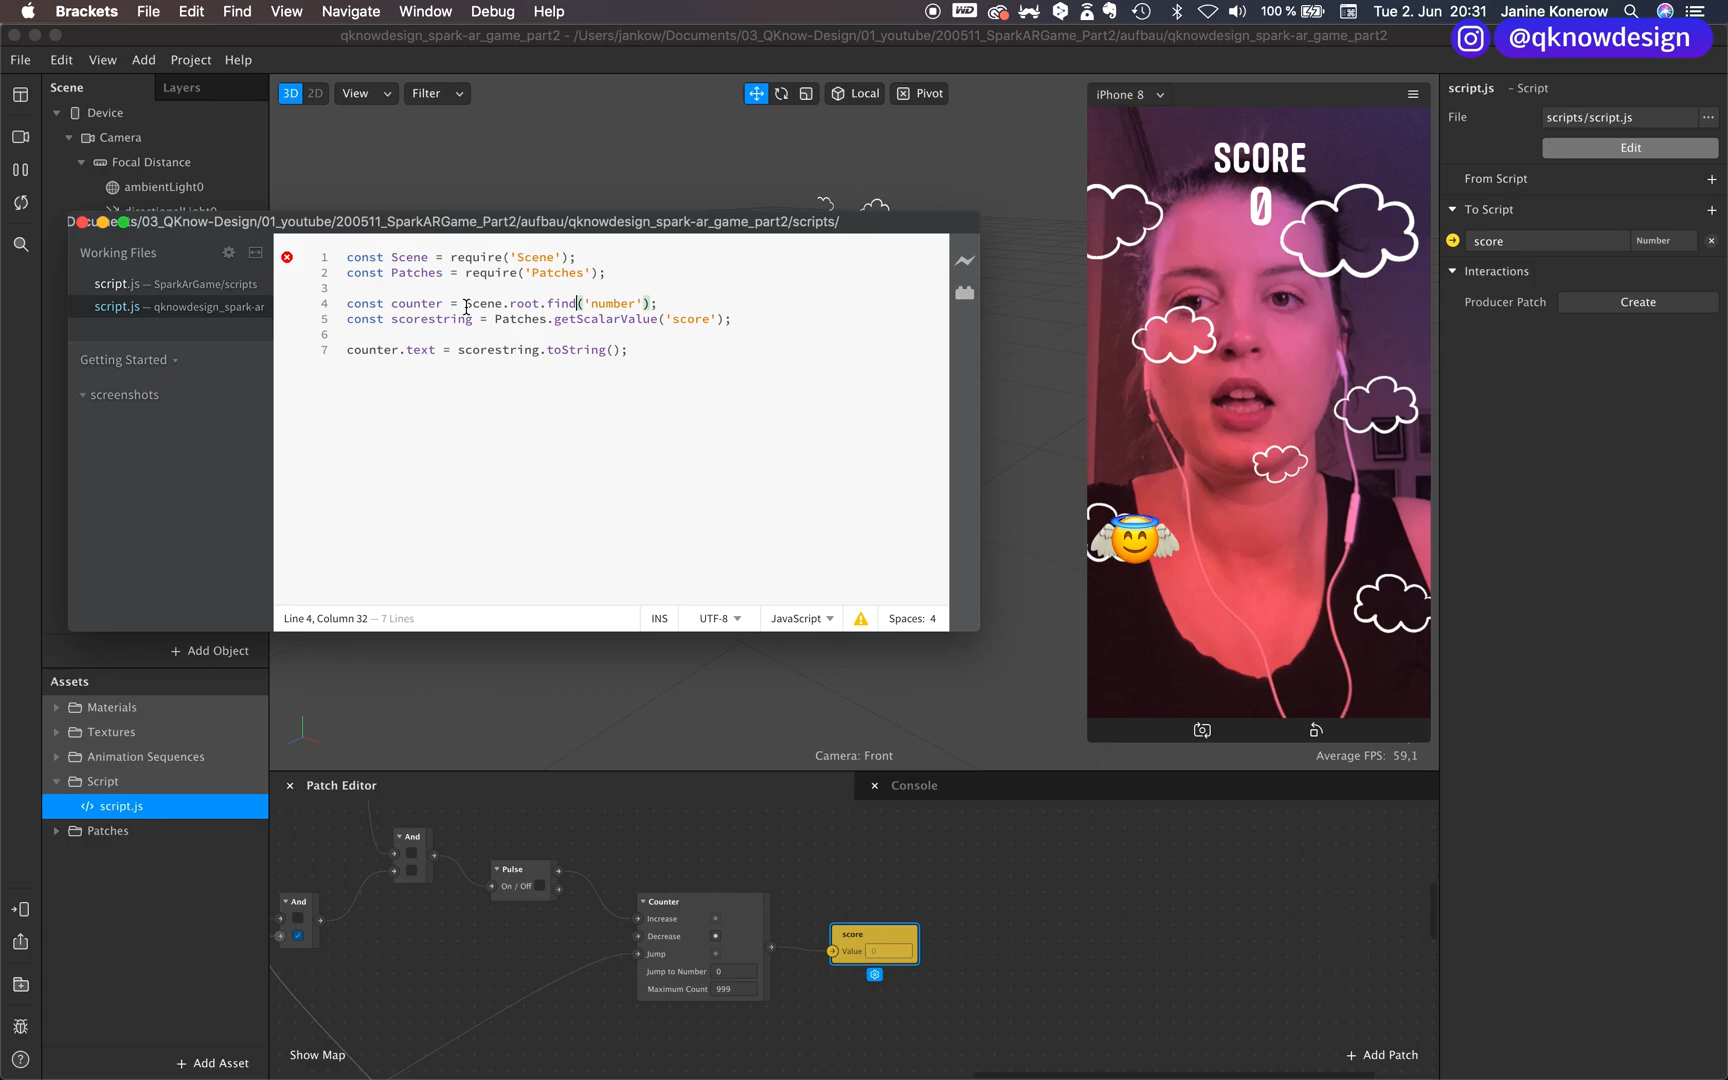 Brackets File Edit Find View Navigate Window Debug Help
100 % Tue 2. Jun 20:31 Janine Konerow
qknowdesign_spark-ar_game_part2 - /Users/jankow/Documents/03_QKnow-Design/01_youtube/200511_SparkARGame_Part2/aufbau/qknowdesign_spark-ar_game_part2
@qknowdesign
File Edit View Add Project Help
Scene Layers
3D 2D View Filter Local Pivot
iPhone 8
script.js - Script
File scripts/script.js
Edit
From Script
To Script
score Number
Interactions
Producer Patch Create
Device
Camera
Focal Distance
ambientLight0
/03_QKnow-Design/01_youtube/200511_SparkARGame_Part2/aufbau/qknowdesign_spark-ar_game_part2/scripts/
Working Files
script.js — SparkArGame/scripts
script.js — qknowdesign_spark-ar
Getting Started
screenshots
1 const Scene = require('Scene');
2 const Patches = require('Patches');
3
4 const counter = Scene.root.find('number');
5 const scorestring = Patches.getScalarValue('score');
6
7 counter.text = scorestring.toString();
Line 4, Column 32 — 7 Lines INS UTF-8 JavaScript Spaces: 4
SCORE
0
Add Object
Assets
Materials
Textures
Animation Sequences
Script
script.js
Patches
Add Asset
Camera: Front
Average FPS: 59,1
Patch Editor
Console
And
Pulse
On / Off
And
Counter
Increase
Decrease
Jump
Jump to Number 0
Maximum Count 999
score
Value 0
Show Map
Add Patch